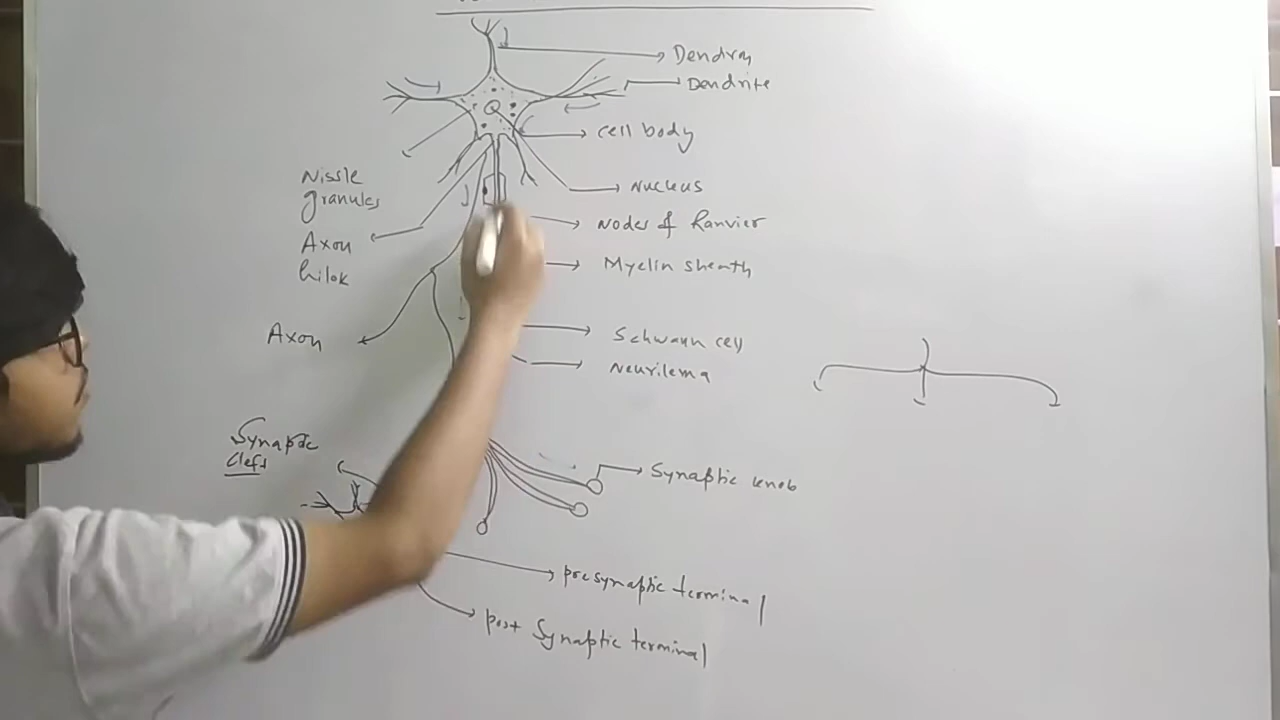 Dendron
Dendrite
cell body
Nissle
granules
Nucleus
Nodes of Ranvier
Axon
hilok
Myelin sheath
Axon
Schwann cell
Neurilema
Synaptic
cleft
Synaptic knob
presynaptic terminal
post synaptic terminal